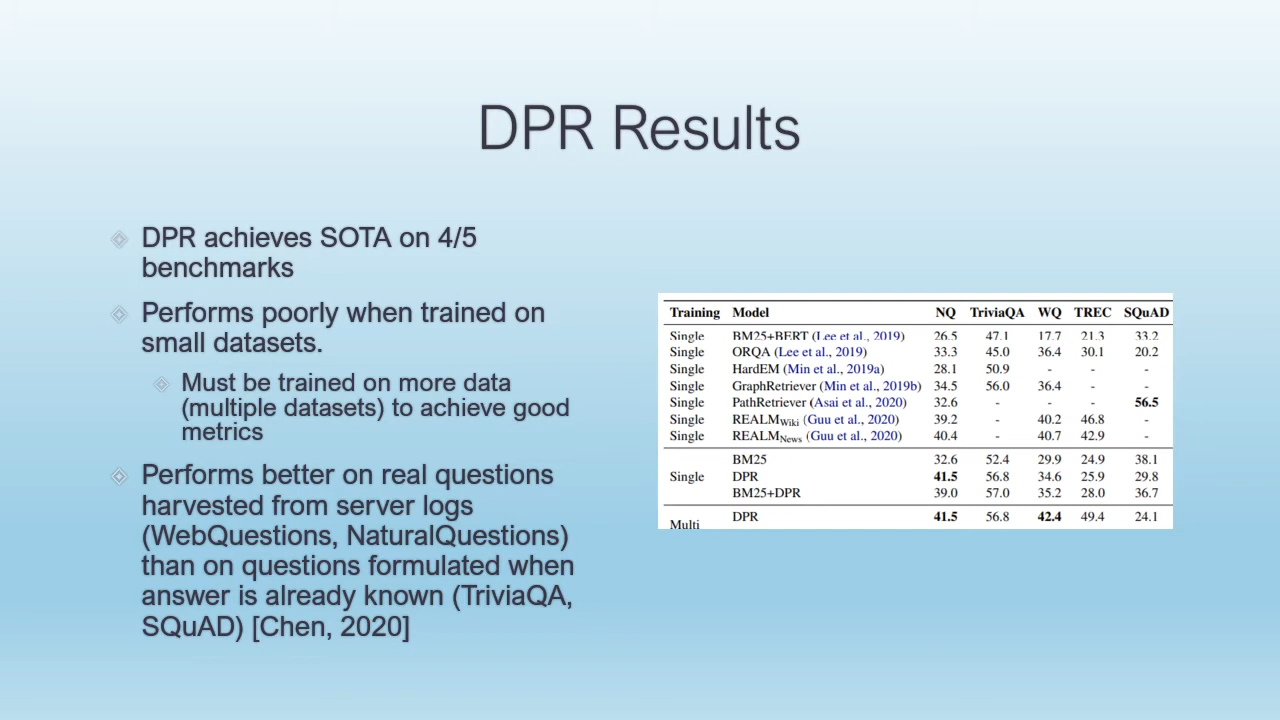 DPR Results
DPR achieves SOTA on 4/5
benchmarks
Performs poorly when trained on
small datasets.
Must be trained on more data
(multiple datasets) to achieve good
metrics
Performs better on real questions
harvested from server logs
(WebQuestions, NaturalQuestions)
than on questions formulated when
answer is already known (TriviaQA,
SQuAD) [Chen, 2020]
Training Model NQ TriviaQA WQ TREC SQuAD
Single BM25+BERT (Lee et al., 2019) 26.5 47.1 17.7 21.3 33.2
Single ORQA (Lee et al., 2019) 33.3 45.0 36.4 30.1 20.2
Single HardEM (Min et al., 2019a) 28.1 50.9 - - -
Single GraphRetriever (Min et al., 2019b) 34.5 56.0 36.4 - -
Single PathRetriever (Asai et al., 2020) 32.6 - - - 56.5
Single REALMWiki (Guu et al., 2020) 39.2 - 40.2 46.8 -
Single REALMNews (Guu et al., 2020) 40.4 - 40.7 42.9 -
BM25 32.6 52.4 29.9 24.9 38.1
Single DPR 41.5 56.8 34.6 25.9 29.8
BM25+DPR 39.0 57.0 35.2 28.0 36.7
DPR 41.5 56.8 42.4 49.4 24.1
Multi